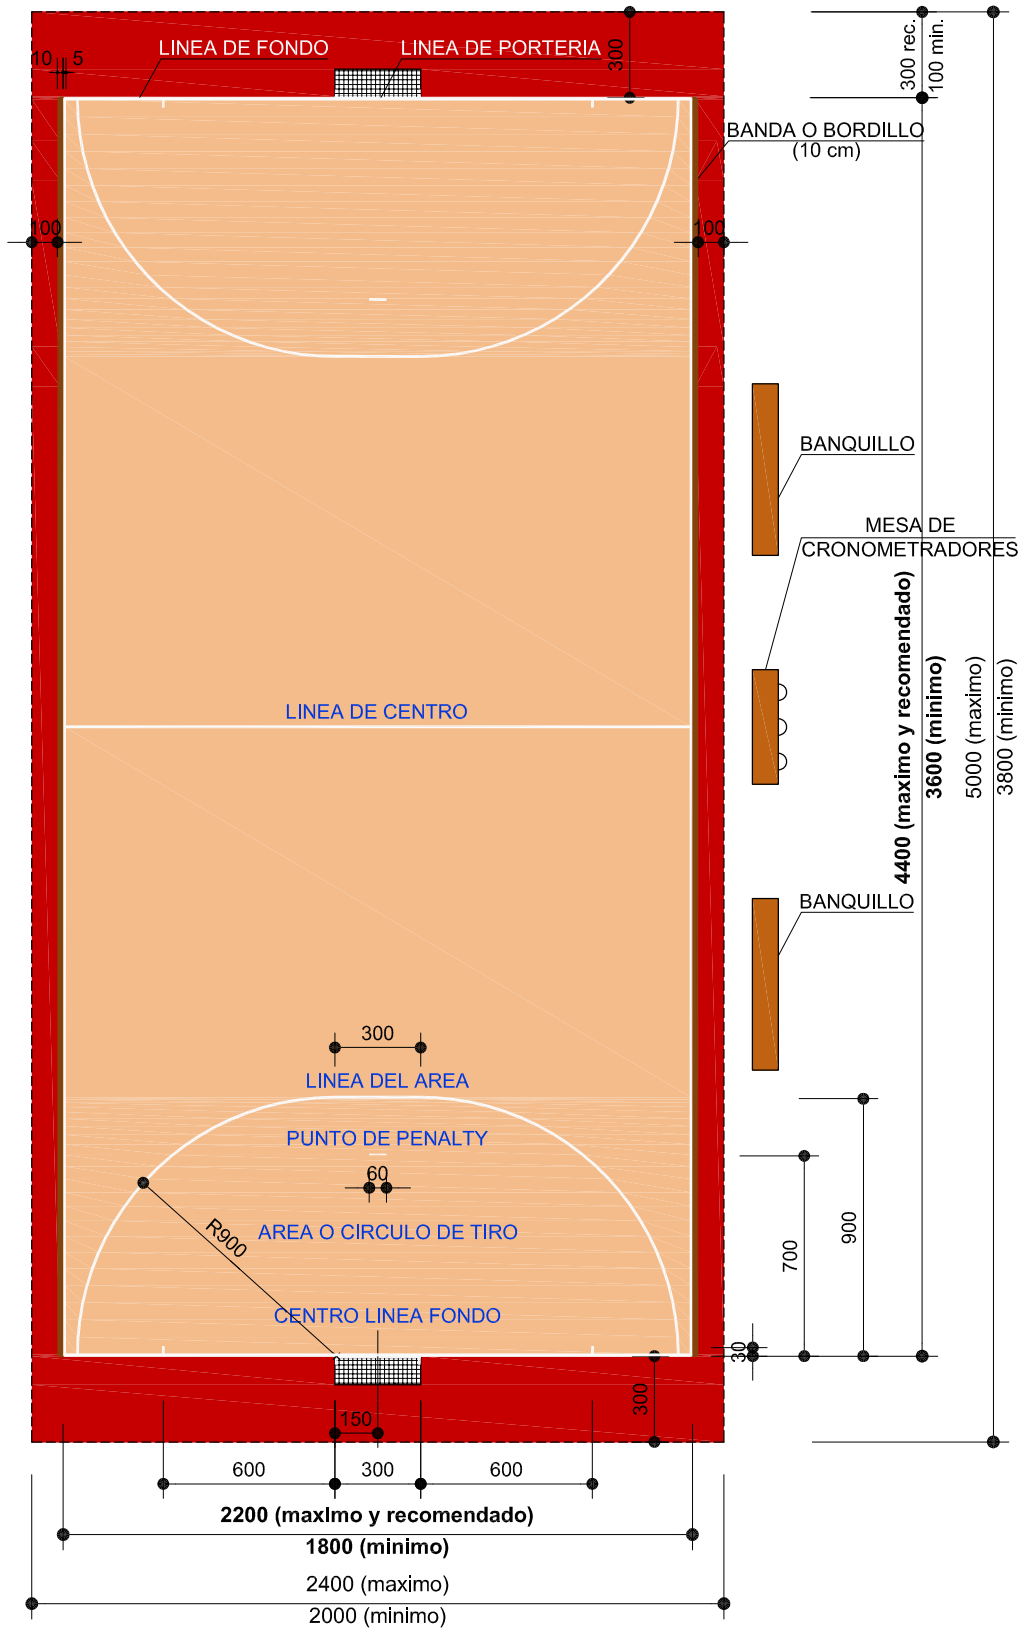 LINEA DE FONDO
LINEA DE PORTERIA
10
5
300
300 rec.
100 min.
BANDA O BORDILLO
(10 cm)
100
100
BANQUILLO
MESA DE
CRONOMETRADORES
4400 (maximo y recomendado)
3600 (minimo)
5000 (maximo)
3800 (minimo)
LINEA DE CENTRO
BANQUILLO
300
LINEA DEL AREA
PUNTO DE PENALTY
60
R900
AREA O CIRCULO DE TIRO
700
900
CENTRO LINEA FONDO
30
300
150
600
300
600
2200 (maxImo y recomendado)
1800 (minimo)
2400 (maximo)
2000 (minimo)